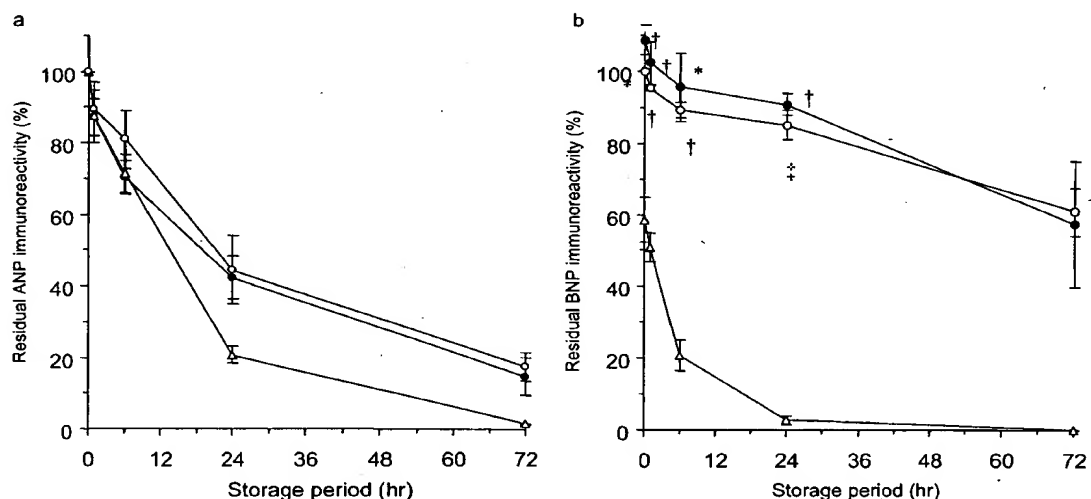 a
Residual ANP immunoreactivity (%)
100
80
60
40
20
0
0 12 24 36 48 60 72
Storage period (hr)
b
Residual BNP immunoreactivity (%)
100
80
60
40
20
0
†
†
*
†
*
†
†
‡
0 12 24 36 48 60 72
Storage period (hr)